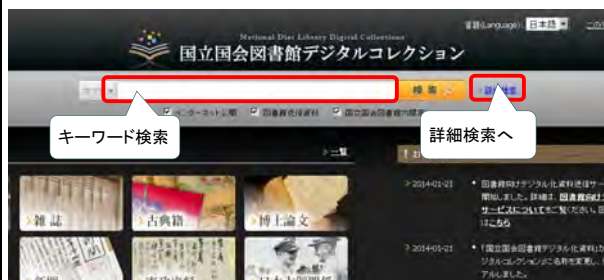 言語(Language): 日本語
National Diet Library Digital Collections
国立国会図書館デジタルコレクション
検索
詳細検索
インターネット公開 図書館送信資料 国立国会図書館内限定
キーワード検索
詳細検索へ
一覧
雑誌
古典籍
博士論文
2014-01-21
図書館向けデジタル化資料送信サー
開始しました。詳細は、図書館向け
サービスについてをご覧ください。
はこちら
2014-01-21
「国立国会図書館デジタル化資料」か
ジタルコレクション」に名称を変更し、
アルしました。